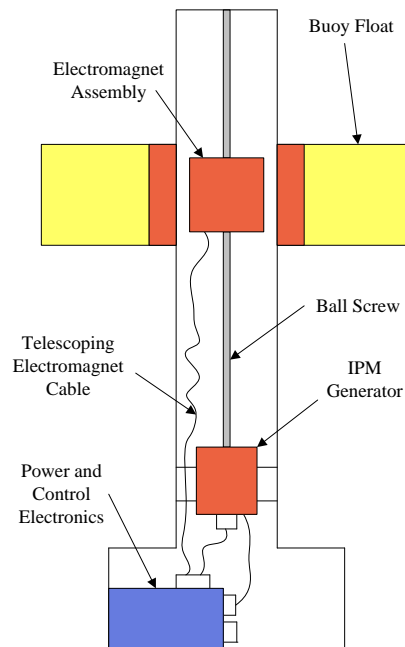 Buoy Float
Electromagnet
Assembly
Ball Screw
Telescoping
Electromagnet
Cable
IPM
Generator
Power and
Control
Electronics